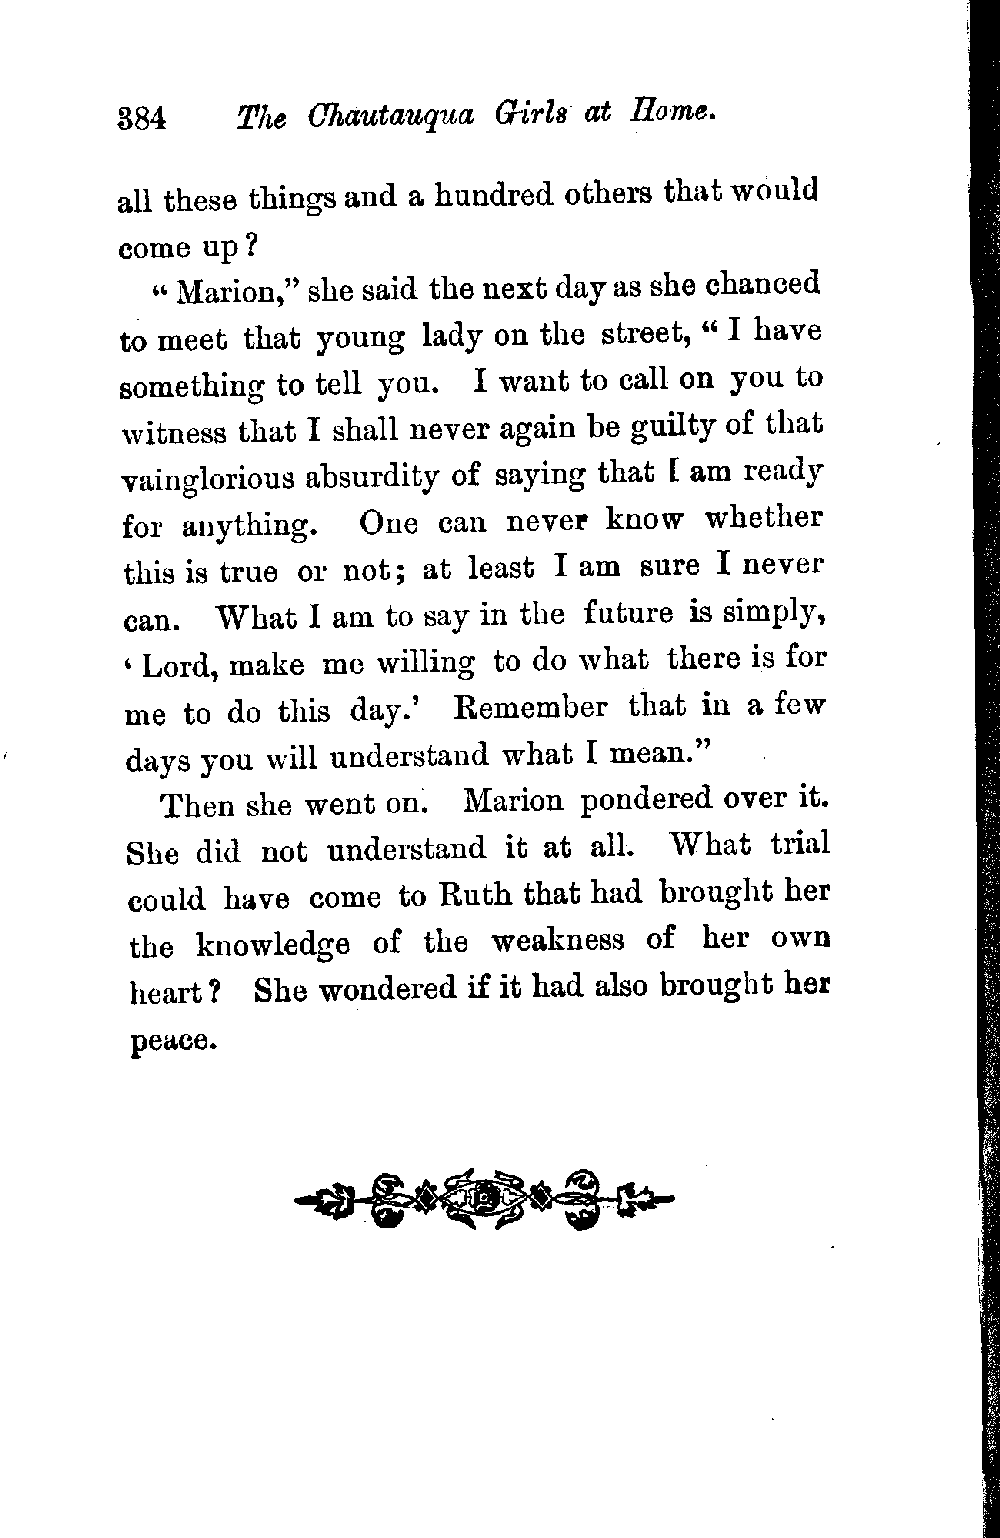 384 The Chautauqua Girls at Home.
all these things and a hundred others that would
come up?
“Marion,” she said the next day as she chanced
to meet that young lady on the street, “I have
something to tell you. I want to call on you to
witness that I shall never again be guilty of that
vainglorious absurdity of saying that I am ready
for anything. One can never know whether
this is true or not; at least I am sure I never
can. What I am to say in the future is simply,
‘Lord, make me willing to do what there is for
me to do this day.’ Remember that in a few
days you will understand what I mean.”
Then she went on. Marion pondered over it.
She did not understand it at all. What trial
could have come to Ruth that had brought her
the knowledge of the weakness of her own
heart? She wondered if it had also brought her
peace.